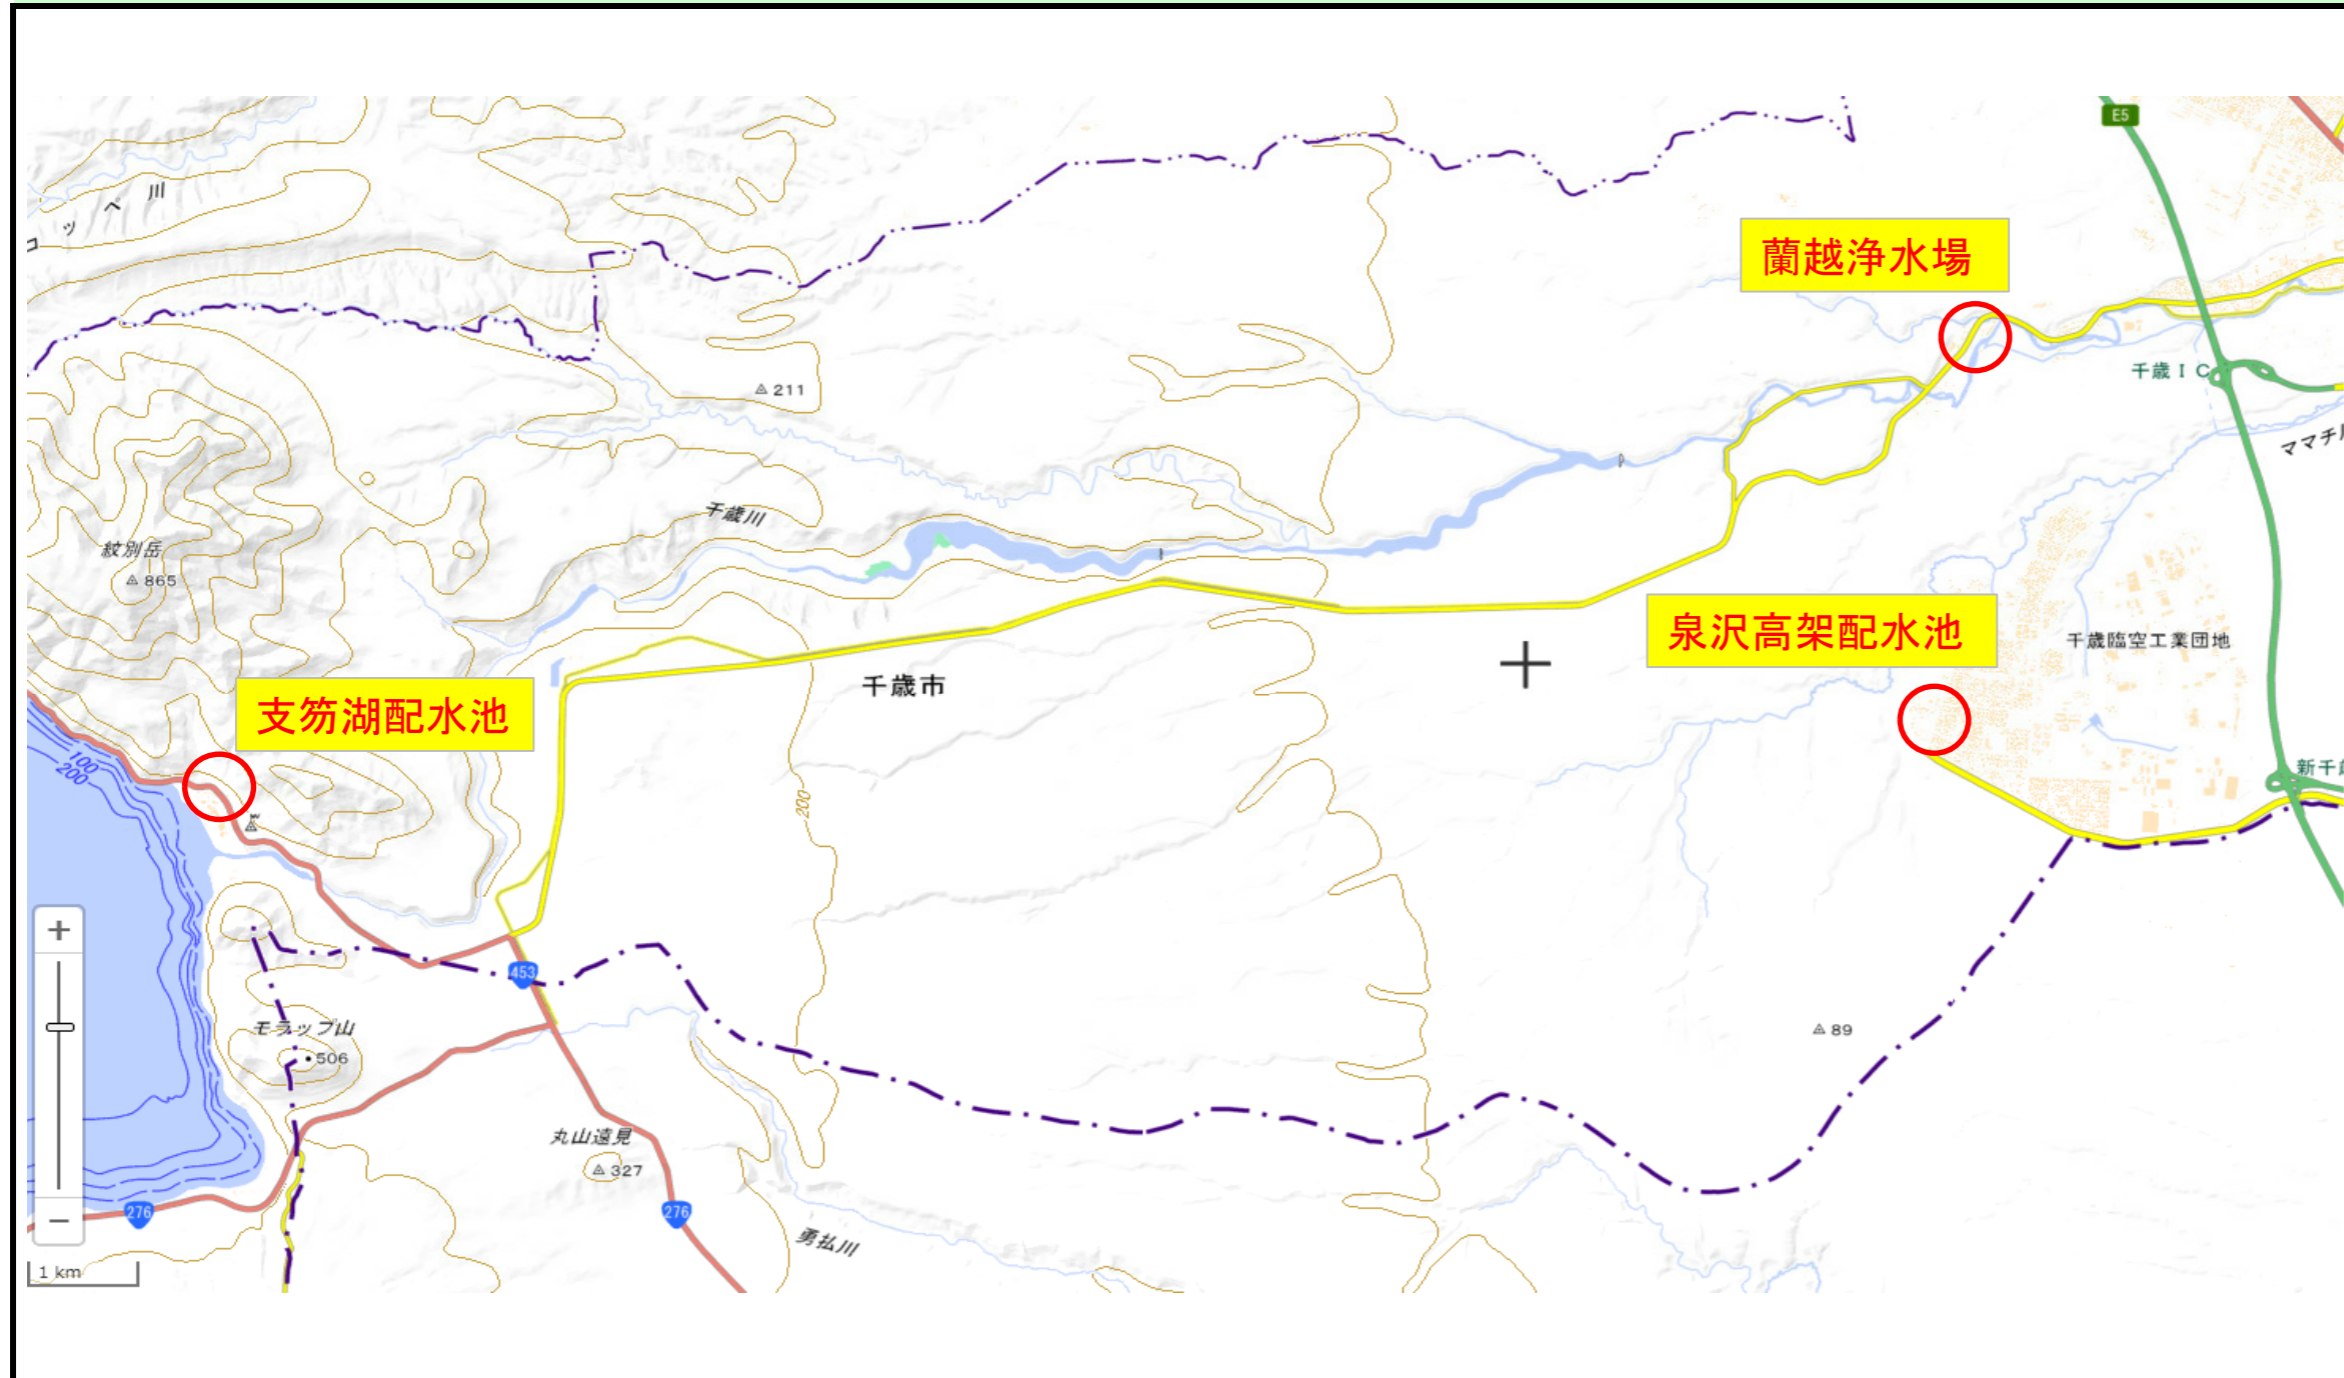 E5
コッペ川
蘭越浄水場
千歳IC
211
ママチ
千歳川
紋別岳
865
泉沢高架配水池
千歳臨空工業団地
千歳市
支笏湖配水池
100
200
200
新千
+
453
モラップ山
506
89
丸山遠見
327
276
276
勇払川
−
1 km